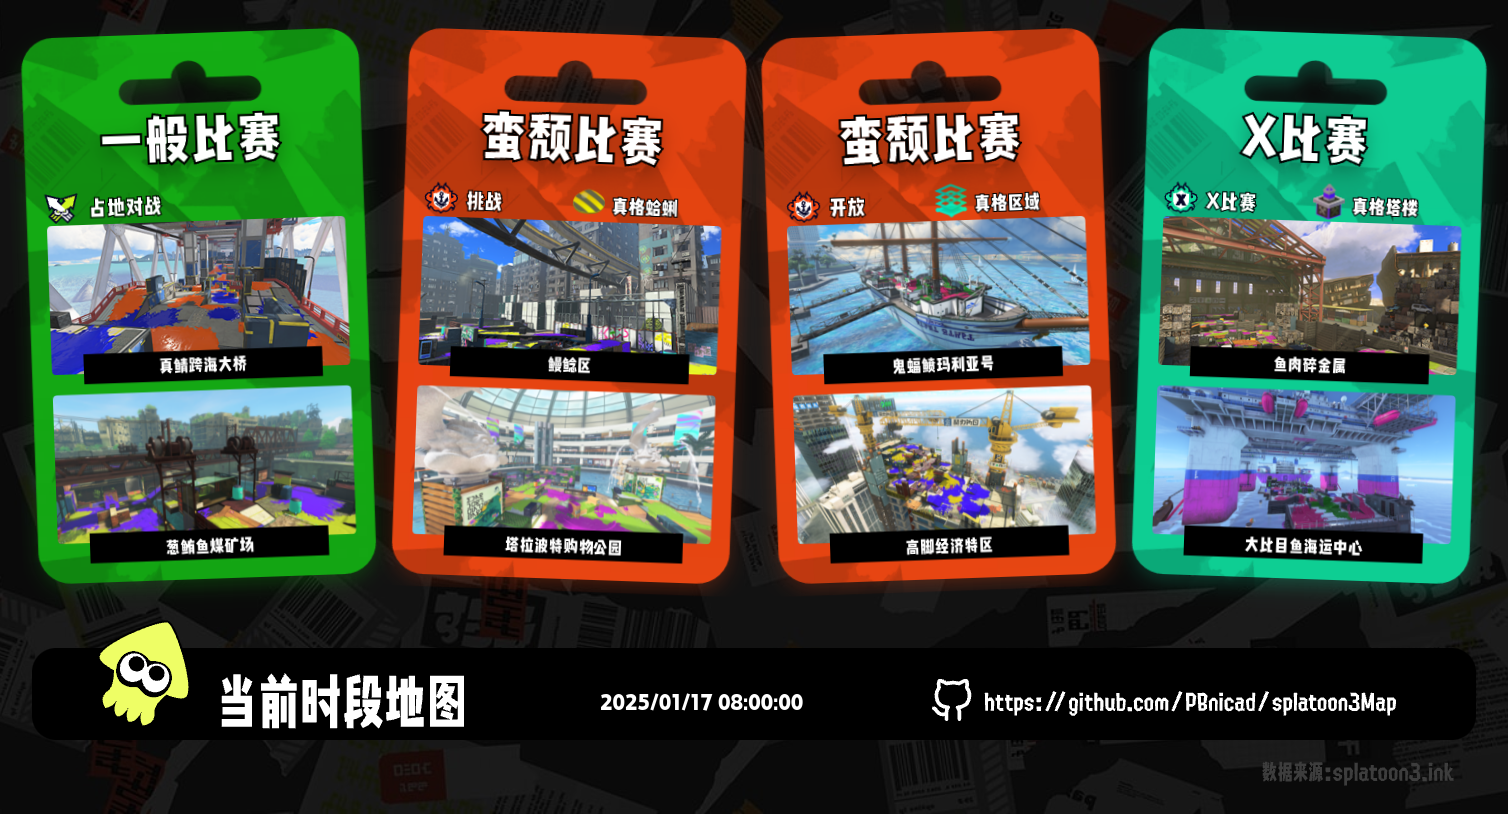 一般比赛
占地对战
真鲭跨海大桥
葱鲔鱼煤矿场
蛮颓比赛
挑战
真格蛤蜊
鳗鲶区
塔拉波特购物公园
蛮颓比赛
开放
真格区域
鬼蝠鲼玛利亚号
高脚经济特区
X比赛
X比赛
真格塔楼
鱼肉碎金属
大比目鱼海运中心
当前时段地图
2025/01/17 08:00:00
https://github.com/PBnicad/splatoon3Map
数据来源:splatoon3.ink